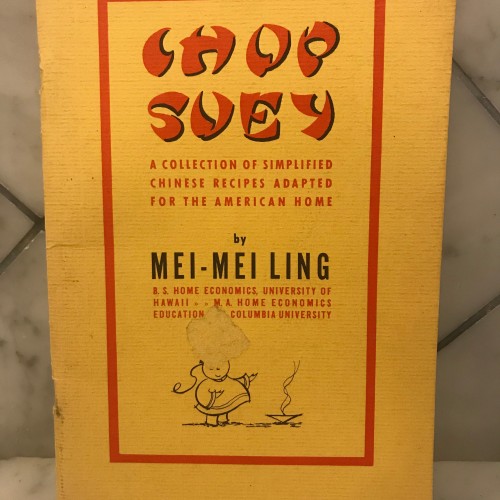 CHOP
SUEY
A COLLECTION OF SIMPLIFIED
CHINESE RECIPES ADAPTED
FOR THE AMERICAN HOME
by
MEI-MEI LING
B. S. HOME ECONOMICS, UNIVERSITY OF
HAWAII - - M. A. HOME ECONOMICS
EDUCATION COLUMBIA UNIVERSITY